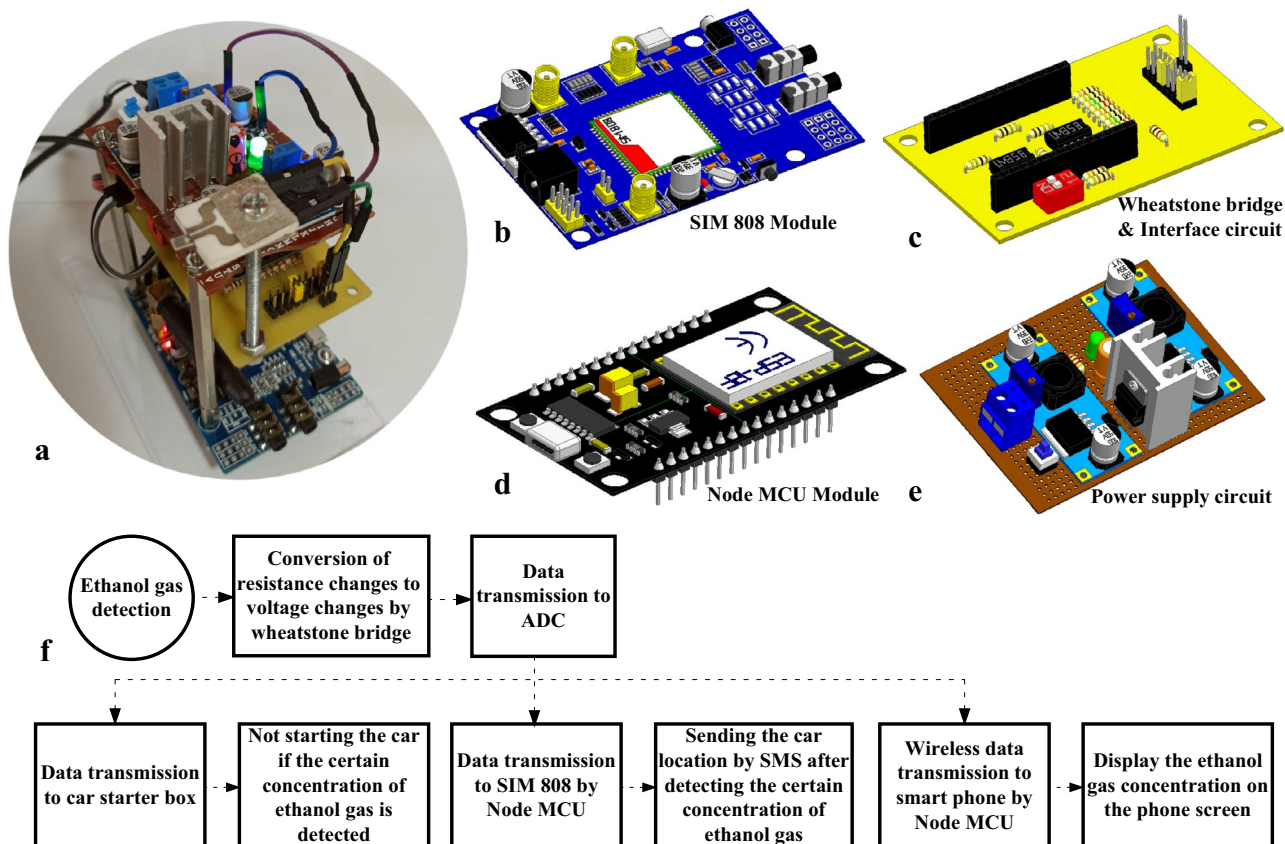 a
b
SIM 808 Module
c
Wheatstone bridge
& Interface circuit
d
ESP-8F
Node MCU Module
e
Power supply circuit
f
Ethanol gas
detection
Conversion of
resistance changes to
voltage changes by
wheatstone bridge
Data
transmission to
ADC
Data transmission
to car starter box
Not starting the car
if the certain
concentration of
ethanol gas is
detected
Data transmission
to SIM 808 by
Node MCU
Sending the car
location by SMS after
detecting the certain
concentration of
ethanol gas
Wireless data
transmission to
smart phone by
Node MCU
Display the ethanol
gas concentration on
the phone screen